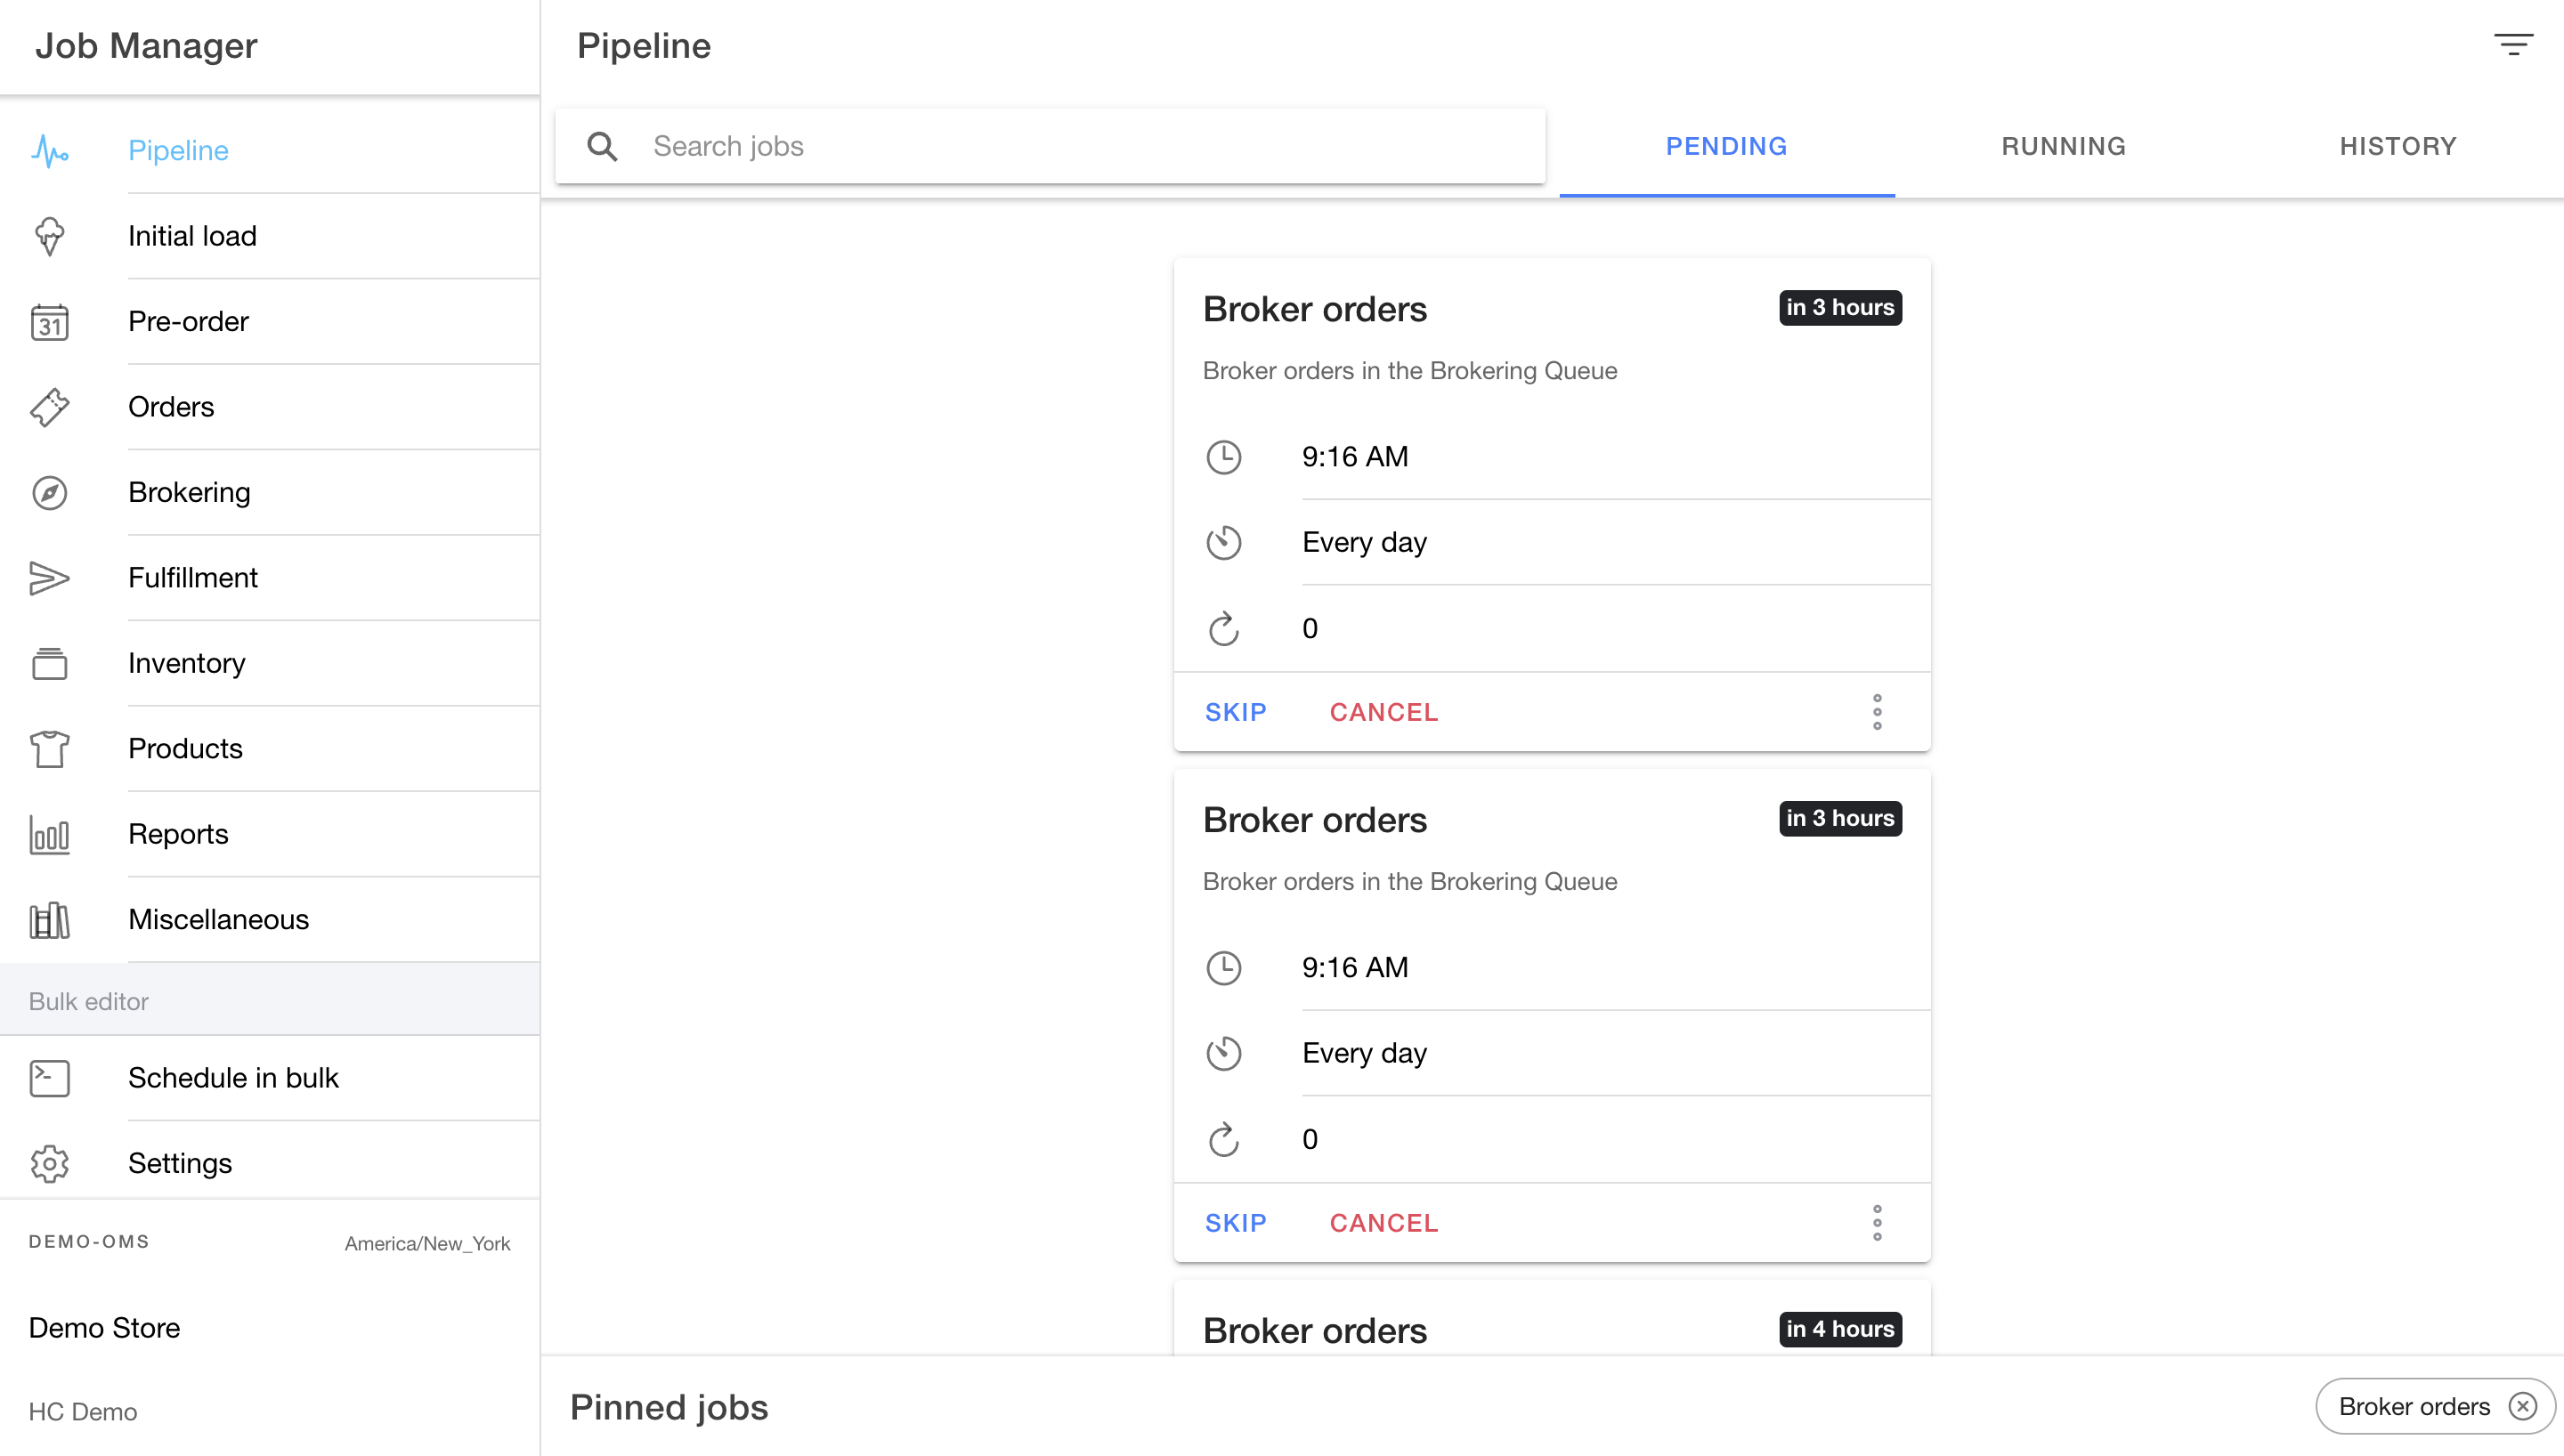 Job Manager
Pipeline
Initial load
31
Pre-order
Orders
Brokering
Fulfillment
Inventory
Products
Reports
Miscellaneous
Bulk editor
Schedule in bulk
Settings
DEMO-OMS America/New_York
Demo Store
HC Demo
Pipeline
Search jobs
PENDING RUNNING HISTORY
Broker orders in 3 hours
Broker orders in the Brokering Queue
9:16 AM
Every day
0
SKIP CANCEL
Broker orders in 3 hours
Broker orders in the Brokering Queue
9:16 AM
Every day
0
SKIP CANCEL
Broker orders in 4 hours
Pinned jobs Broker orders